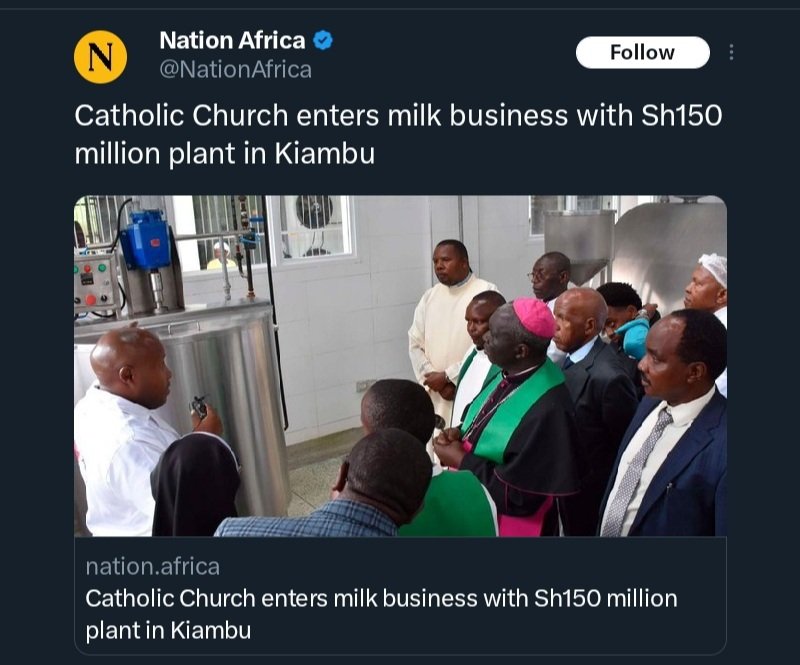 N
Nation Africa
@NationAfrica
Follow
Catholic Church enters milk business with Sh150
million plant in Kiambu
nation.africa
Catholic Church enters milk business with Sh150 million
plant in Kiambu